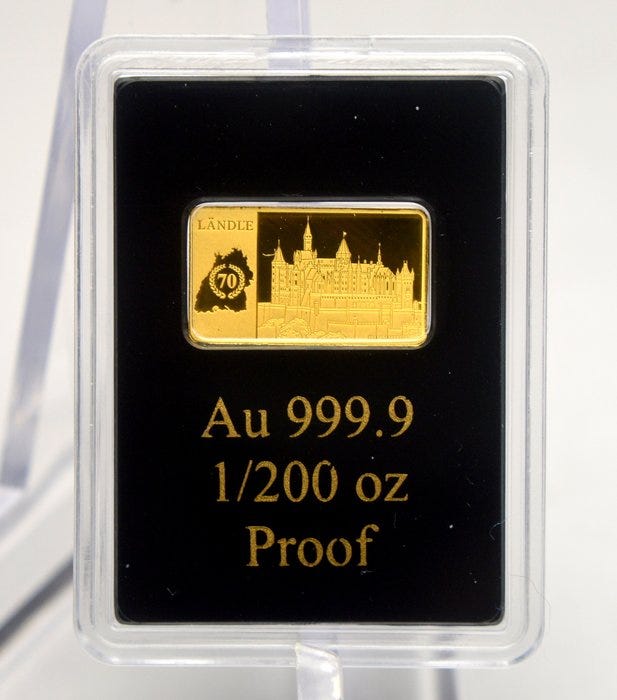 LÄNDLE
70
Au 999.9
1/200 oz
Proof